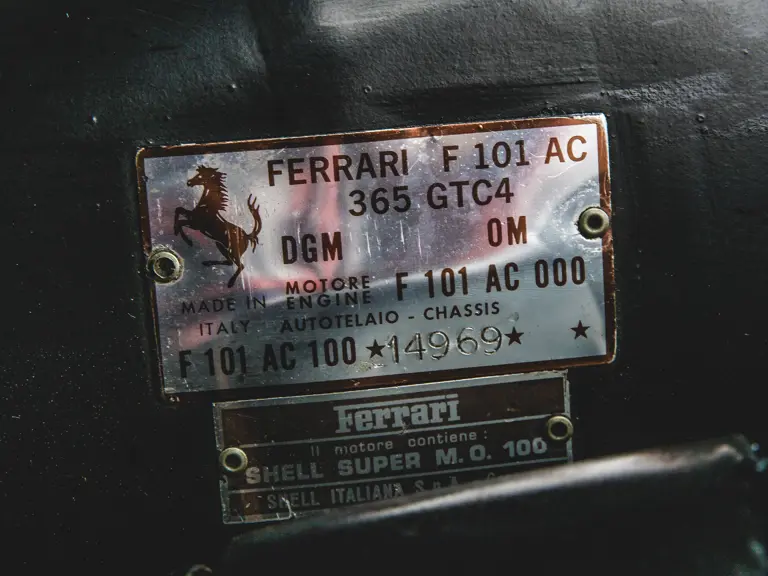 FERRARI F 101 AC
365 GTC4
DGM OM
MOTORE
MADE IN ENGINE F 101 AC 000
ITALY AUTOTELAIO - CHASSIS
F 101 AC 100 ★14969★ ★
Ferrari
Il motore contiene:
SHELL SUPER M.O. 100
SHELL ITALIANA S.p.A.